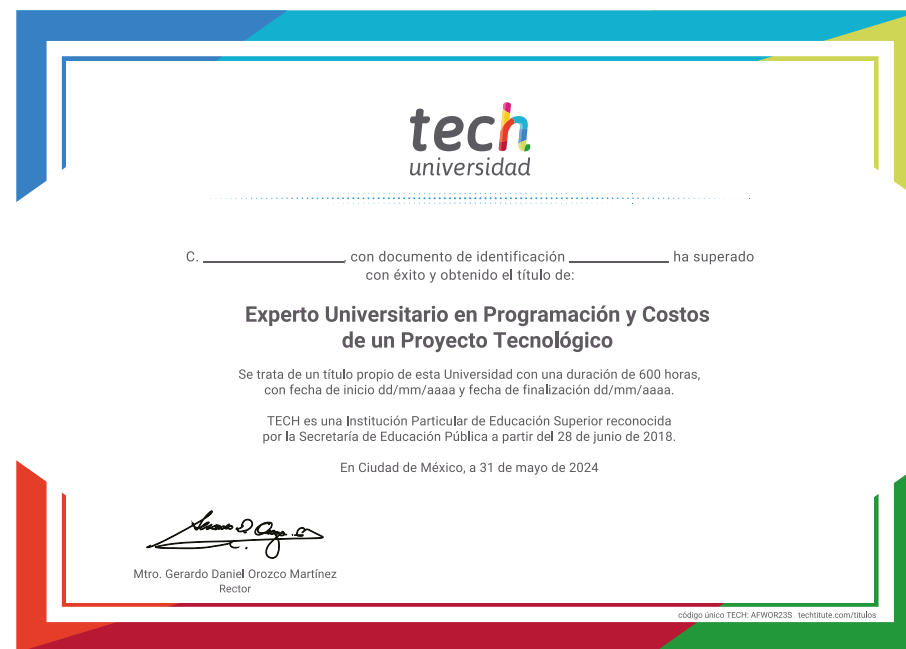 tech
universidad
C. ____________, con documento de identificación ____________ ha superado
con éxito y obtenido el título de:
Experto Universitario en Programación y Costos
de un Proyecto Tecnológico
Se trata de un título propio de esta Universidad con una duración de 600 horas,
con fecha de inicio dd/mm/aaaa y fecha de finalización dd/mm/aaaa.
TECH es una Institución Particular de Educación Superior reconocida
por la Secretaría de Educación Pública a partir del 28 de junio de 2018.
En Ciudad de México, a 31 de mayo de 2024
Mtro. Gerardo Daniel Orozco Martínez
Rector
código único TECH: AFWOR23S techtitute.com/titulos